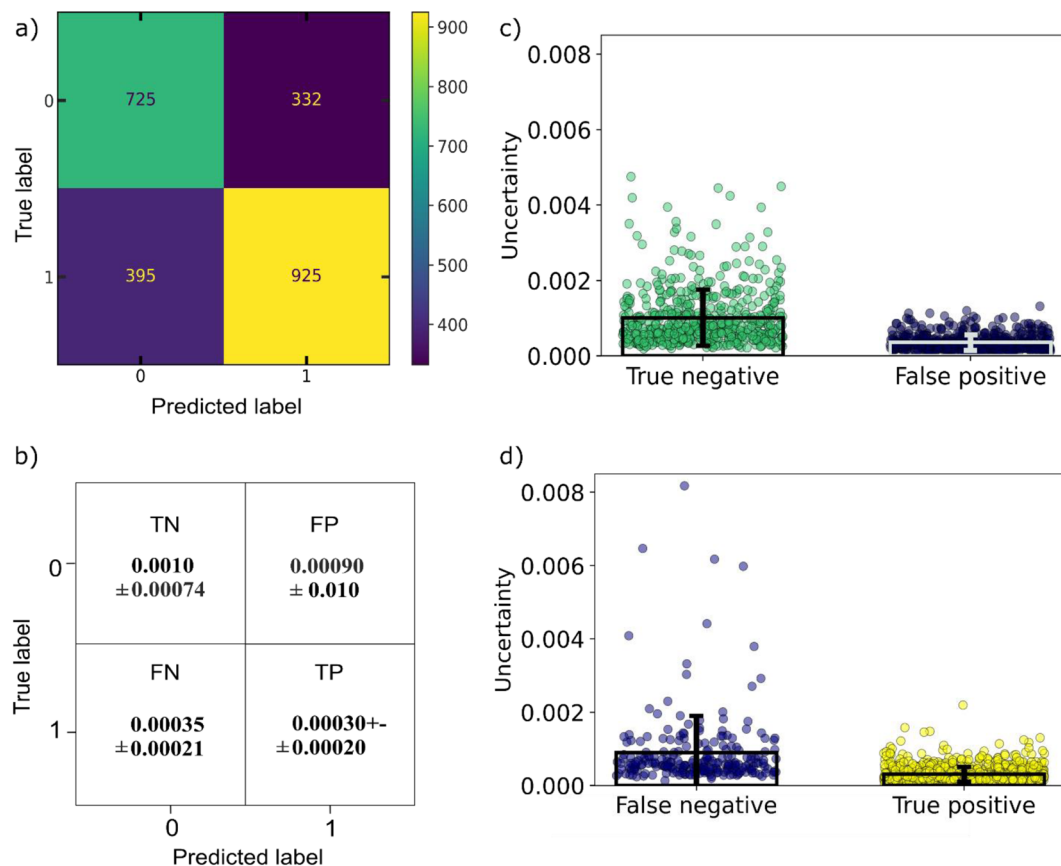 a)
True label
0
1
725
332
395
925
0
1
Predicted label
900
800
700
600
500
400
c)
Uncertainty
0.008
0.006
0.004
0.002
0.000
True negative
False positive
b)
True label
0
1
TN
0.0010
±0.00074
FP
0.00090
± 0.010
FN
0.00035
±0.00021
TP
0.00030+-
±0.00020
0
1
Predicted label
d)
Uncertainty
0.008
0.006
0.004
0.002
0.000
False negative
True positive